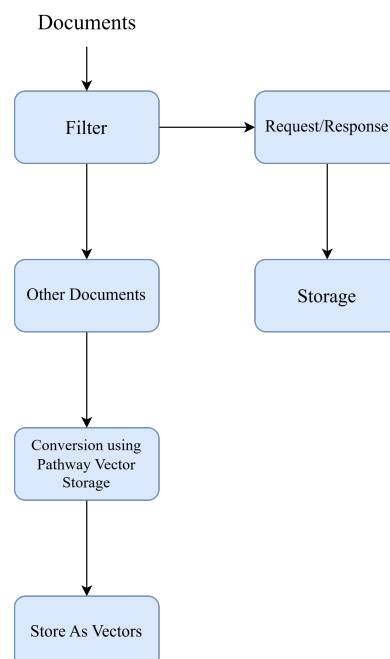 Documents
Filter
Request/Response
Other Documents
Storage
Conversion using
Pathway Vector
Storage
Store As Vectors